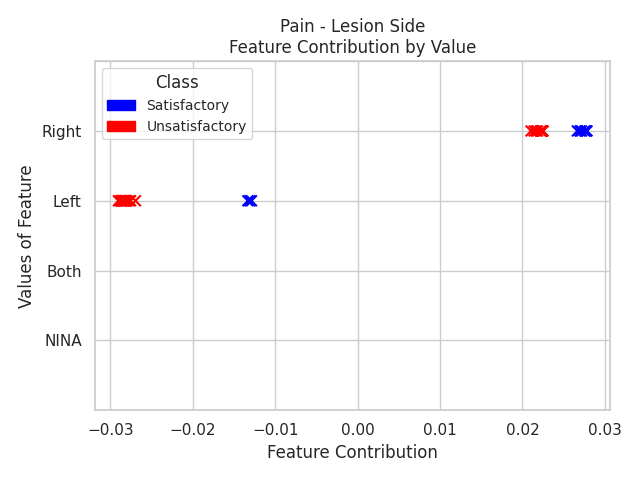 Pain - Lesion Side
Feature Contribution by Value
Class
Satisfactory
Unsatisfactory
Values of Feature
Right
Left
Both
NINA
−0.03 −0.02 −0.01 0.00 0.01 0.02 0.03
Feature Contribution